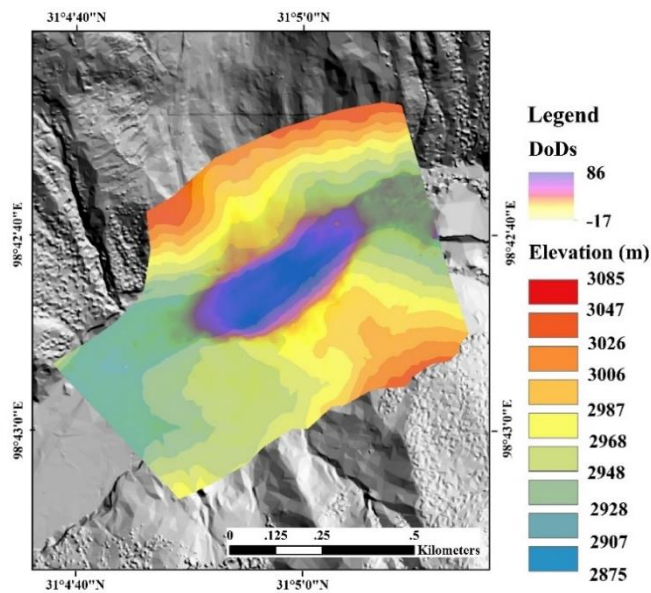 31°4'40"N 31°5'0"N
Legend
DoDs
86
-17
98°42'40"E 98°42'40"E
Elevation (m)
3085
3047
3026
3006
2987
2968
2948
2928
2907
2875
98°43'0"E 98°43'0"E
0 .125 .25 .5
Kilometers
31°4'40"N 31°5'0"N